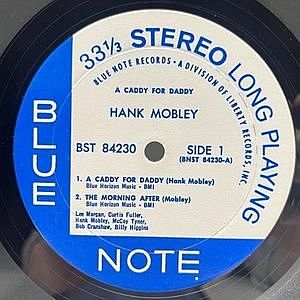 33⅓ STEREO LONG PLAYING
BLUE NOTE RECORDS • A DIVISION OF LIBERTY RECORDS, INC.
A CADDY FOR DADDY
HANK MOBLEY
BST 84230
SIDE 1
(BNST 84230-A)
1. A CADDY FOR DADDY (Hank Mobley)
Blue Horizon Music - BMI
2. THE MORNING AFTER (Mobley)
Blue Horizon Music - BMI
Lee Morgan, Curtis Fuller,
Hank Mobley, McCoy Tyner,
Bob Cranshaw, Billy Higgins
BLUE
NOTE